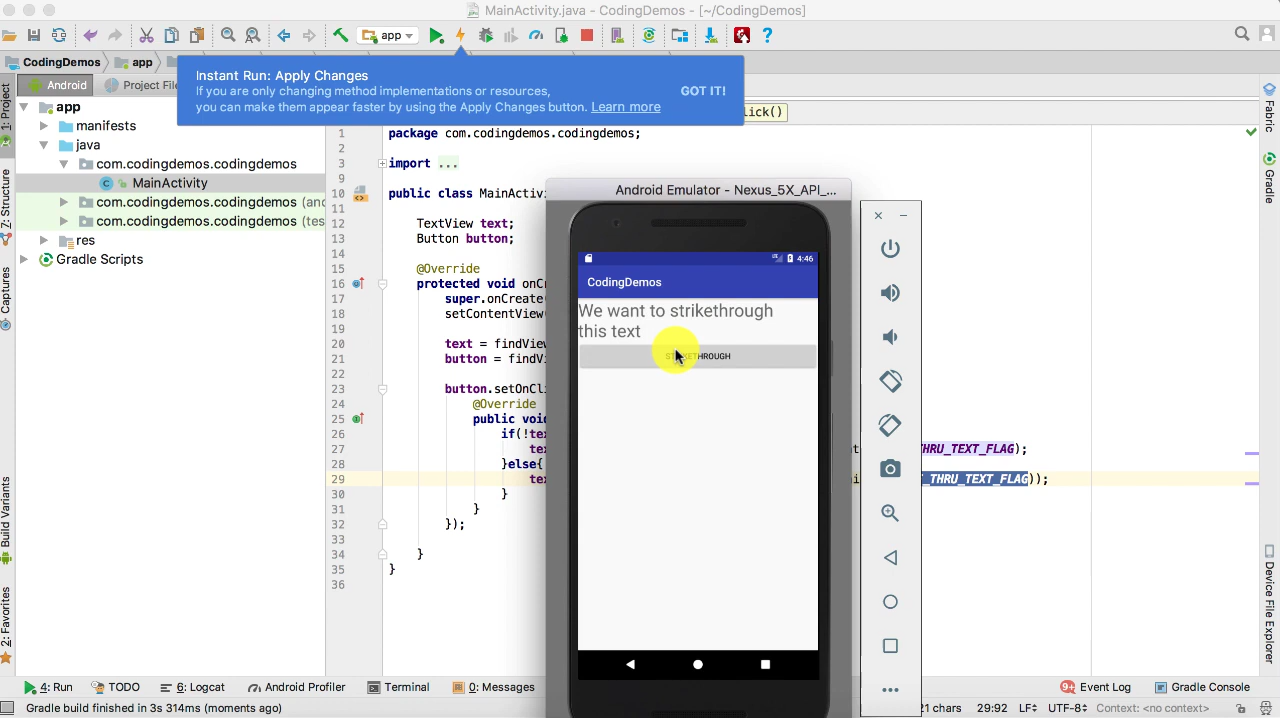 MainActivity.java - CodingDemos - [~/CodingDemos]
app
CodingDemos
app
Instant Run: Apply Changes
If you are only changing method implementations or resources,
you can make them appear faster by using the Apply Changes button. Learn more
GOT IT!
Android
Project File
lick()
1: Project
Z: Structure
Captures
Build Variants
2: Favorites
app
manifests
java
com.codingdemos.codingdemos
MainActivity
com.codingdemos.codingdemos (and
com.codingdemos.codingdemos (tes
res
Gradle Scripts
1 package com.codingdemos.codingdemos;
2
3 import ...
9
10 public class MainActivi
11
12 TextView text;
13 Button button;
14
15 @Override
16 protected void onC
17 super.onCreate(
18 setContentView
19
20 text = findView
21 button = findVi
22
23 button.setOnCli
24 @Override
25 public void
26 if(!te
27 te HRU_TEXT_FLAG);
28 }else{
29 te _THRU_TEXT_FLAG));
30 }
31 }
32 });
33
34 }
35 }
36
Android Emulator - Nexus_5X_API_...
4:46
CodingDemos
We want to strikethrough
this text
Fabric
Gradle
Device File Explorer
4: Run
TODO
6: Logcat
Android Profiler
Terminal
0: Messages
Event Log
Gradle Console
Gradle build finished in 3s 314ms (moments ago)
21 chars
29:92
LF÷
UTF-8÷
Context: <no context>